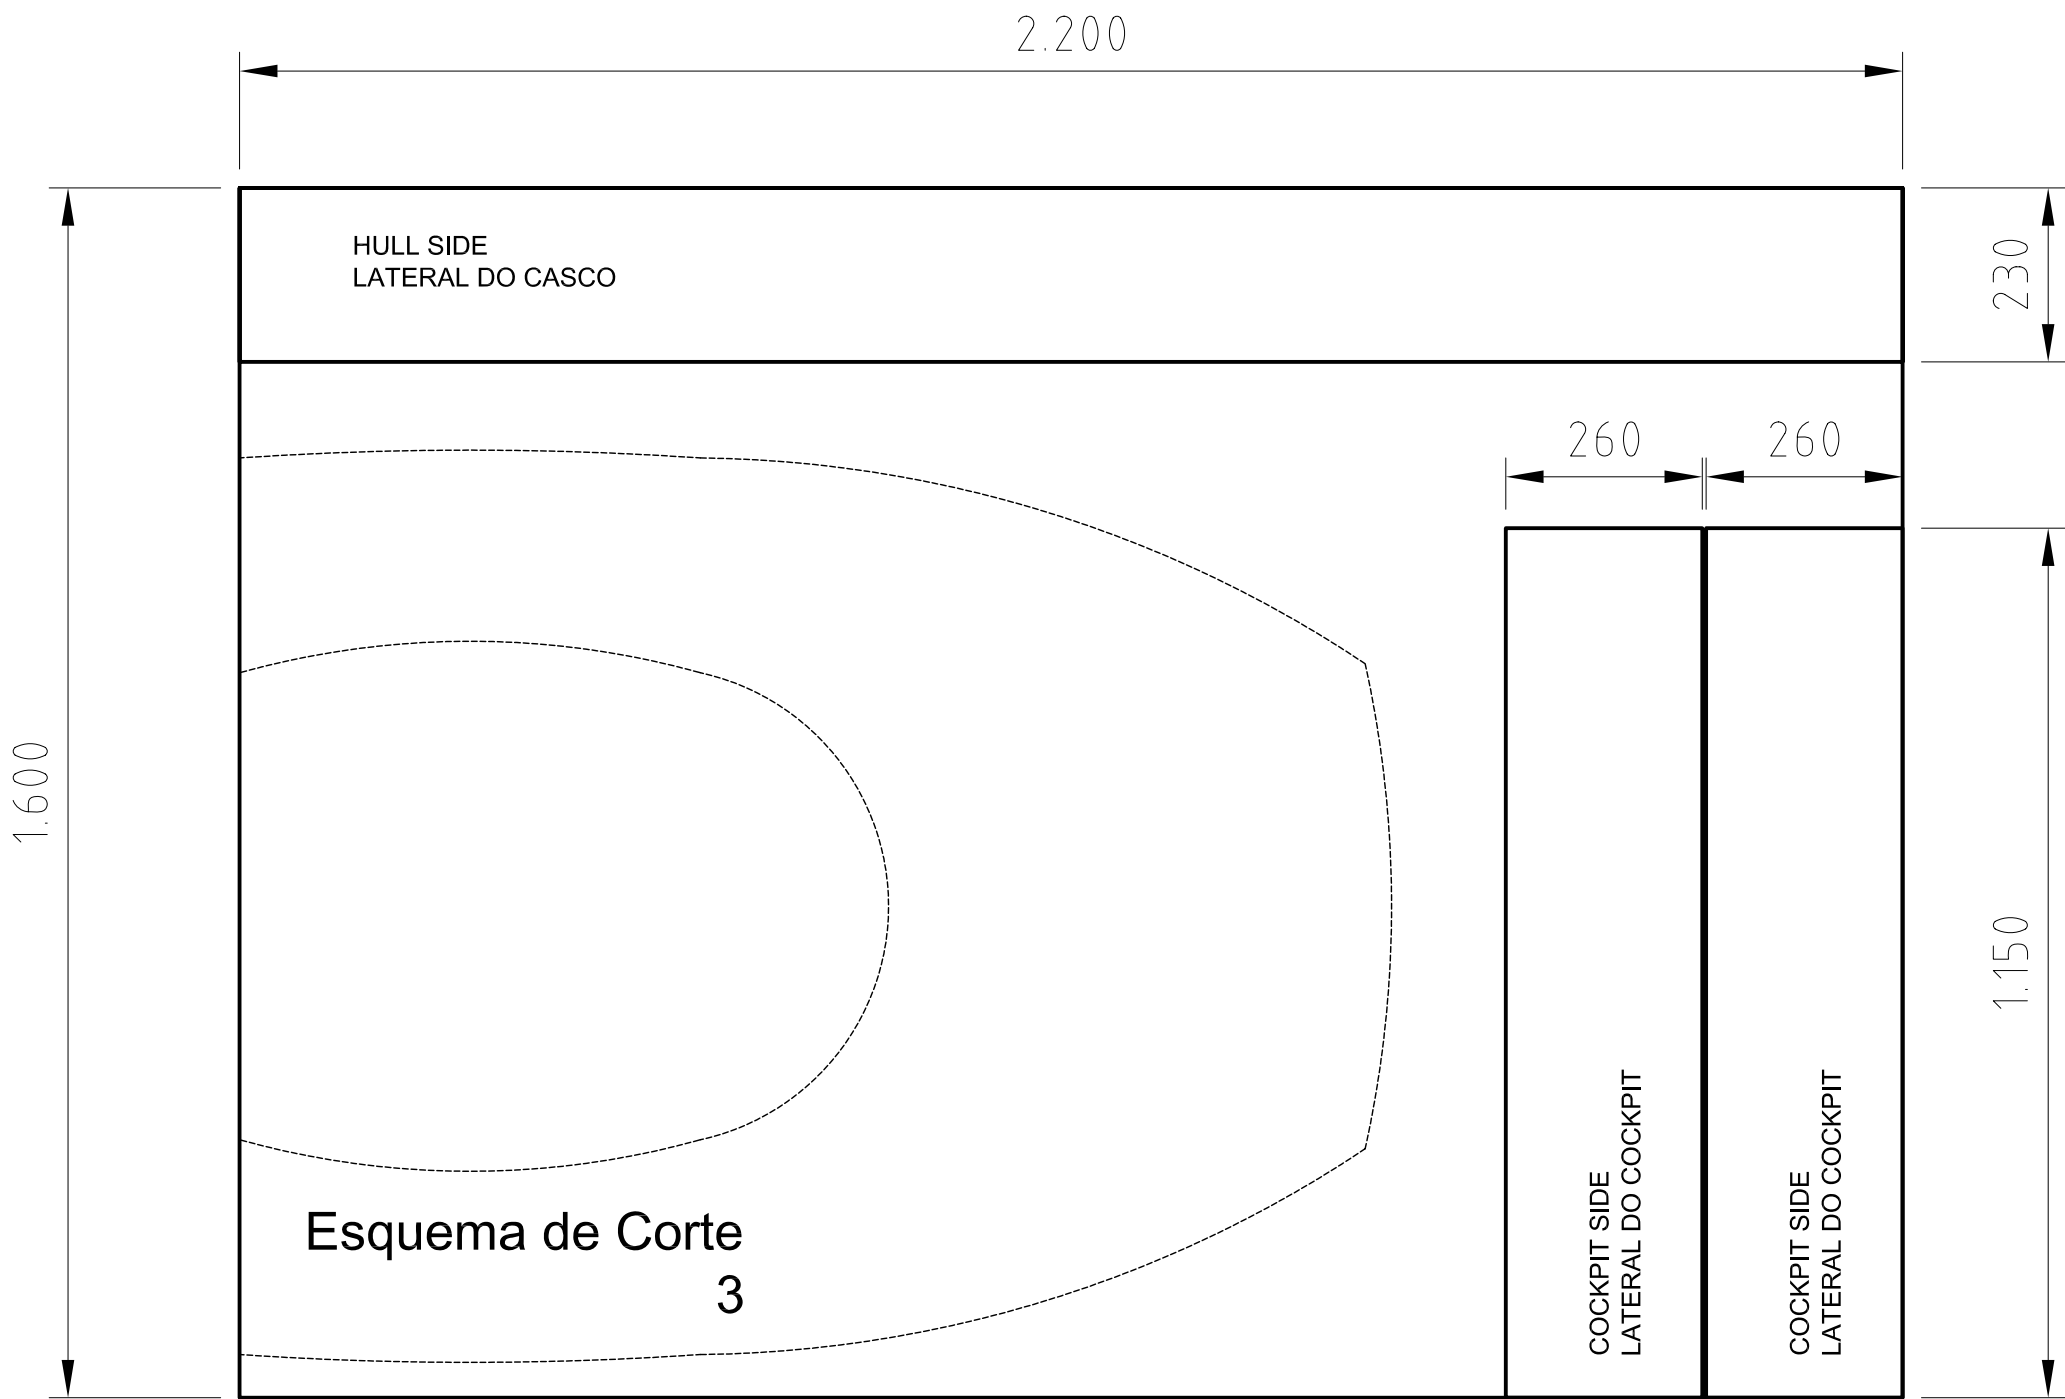 2.200
HULL SIDE
LATERAL DO CASCO
230
260
260
1.600
1.150
COCKPIT SIDE
LATERAL DO COCKPIT
COCKPIT SIDE
LATERAL DO COCKPIT
Esquema de Corte
3